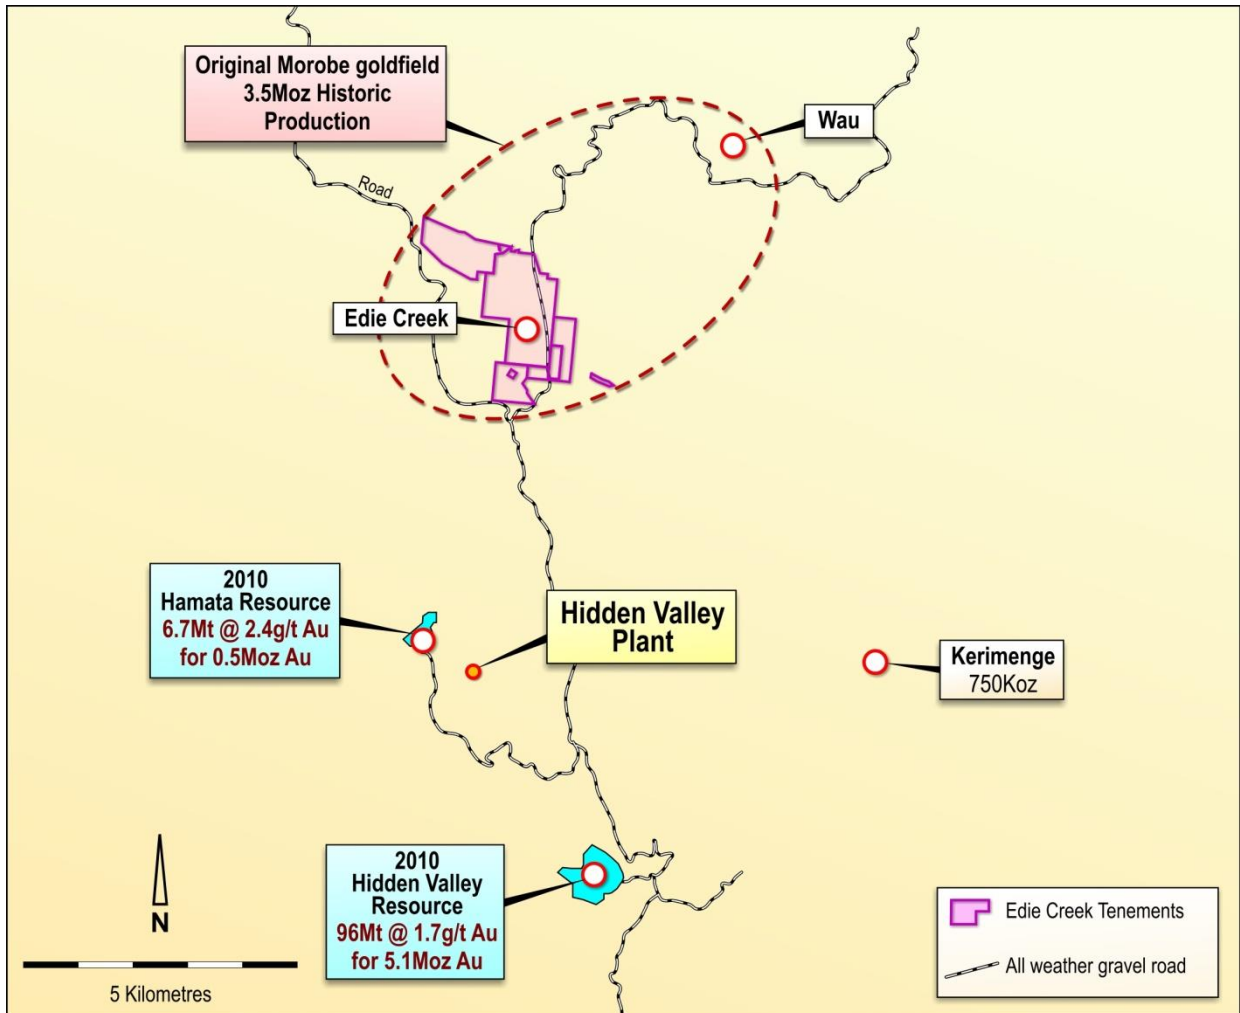 Original Morobe goldfield
3.5Moz Historic
Production
Wau
Road
Edie Creek
2010
Hamata Resource
6.7Mt @ 2.4g/t Au
for 0.5Moz Au
Hidden Valley
Plant
Kerimenge
750Koz
2010
Hidden Valley
Resource
96Mt @ 1.7g/t Au
for 5.1Moz Au
N
5 Kilometres
Edie Creek Tenements
All weather gravel road